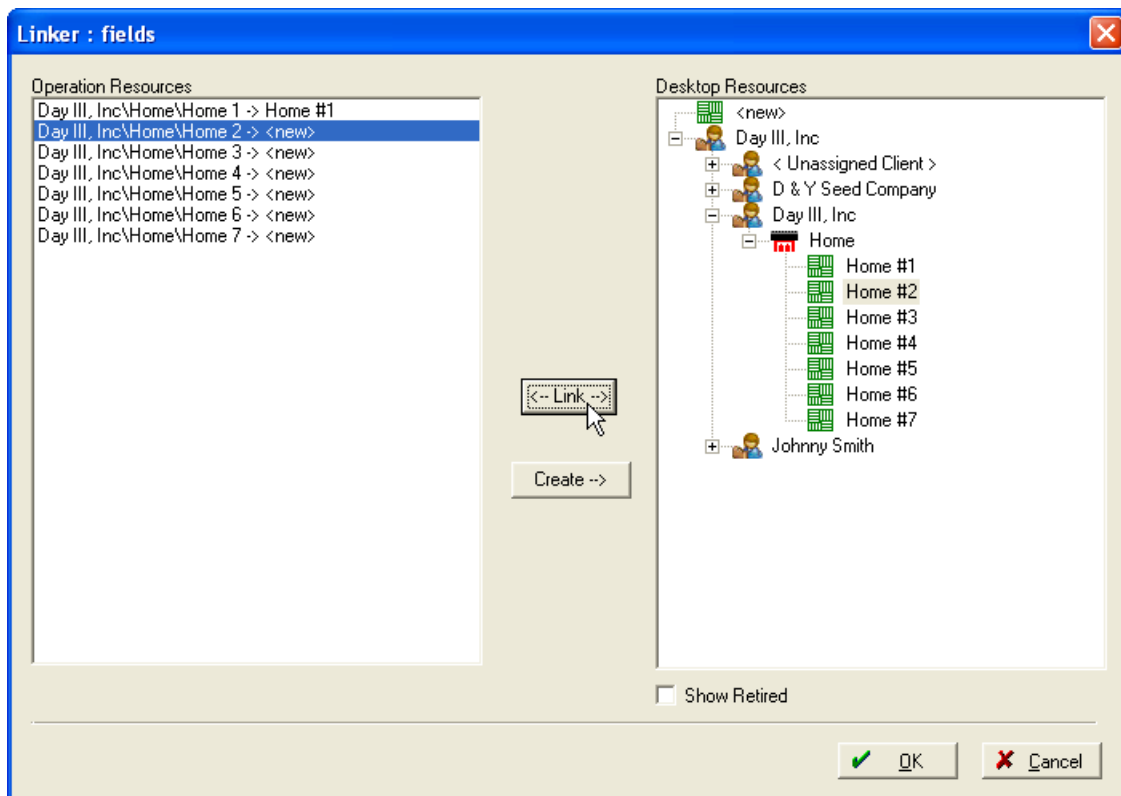 Linker : fields
Operation Resources
Day III, Inc\Home\Home 1 -> Home #1
Day III, Inc\Home\Home 2 -> <new>
Day III, Inc\Home\Home 3 -> <new>
Day III, Inc\Home\Home 4 -> <new>
Day III, Inc\Home\Home 5 -> <new>
Day III, Inc\Home\Home 6 -> <new>
Day III, Inc\Home\Home 7 -> <new>
<-- Link -->
Create -->
Desktop Resources
<new>
Day III, Inc
< Unassigned Client >
D & Y Seed Company
Day III, Inc
Home
Home #1
Home #2
Home #3
Home #4
Home #5
Home #6
Home #7
Johnny Smith
Show Retired
OK
Cancel